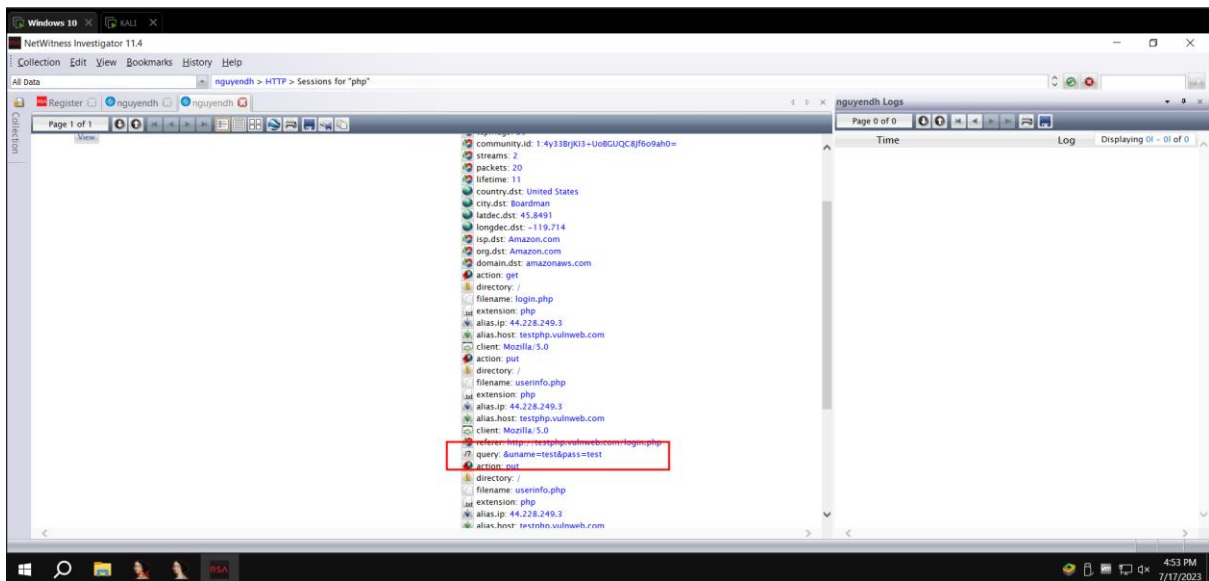 Windows 10
KALI
NetWitness Investigator 11.4
Collection Edit View Bookmarks History Help
All Data
nguyendh > HTTP > Sessions for "php"
Register
nguyendh
nguyendh
nguyendh Logs
Page 1 of 1
Page 0 of 0
View
Collection
Time
Log
Displaying 0I - 0I of 0
community.id: 1:4y33BrjKI3+UoBGUQC8Jf6o9ah0=
streams: 2
packets: 20
lifetime: 11
country.dst: United States
city.dst: Boardman
latdec.dst: 45.8491
longdec.dst: -119.714
isp.dst: Amazon.com
org.dst: Amazon.com
domain.dst: amazonaws.com
action: get
directory: /
filename: login.php
extension: php
alias.ip: 44.228.249.3
alias.host: testphp.vulnweb.com
client: Mozilla/5.0
action: put
directory: /
filename: userinfo.php
extension: php
alias.ip: 44.228.249.3
alias.host: testphp.vulnweb.com
client: Mozilla/5.0
referer: http://testphp.vulnweb.com/login.php
query: &uname=test&pass=test
action: put
directory: /
filename: userinfo.php
extension: php
alias.ip: 44.228.249.3
alias.host: testphp.vulnweb.com
RSA
4:53 PM
7/17/2023